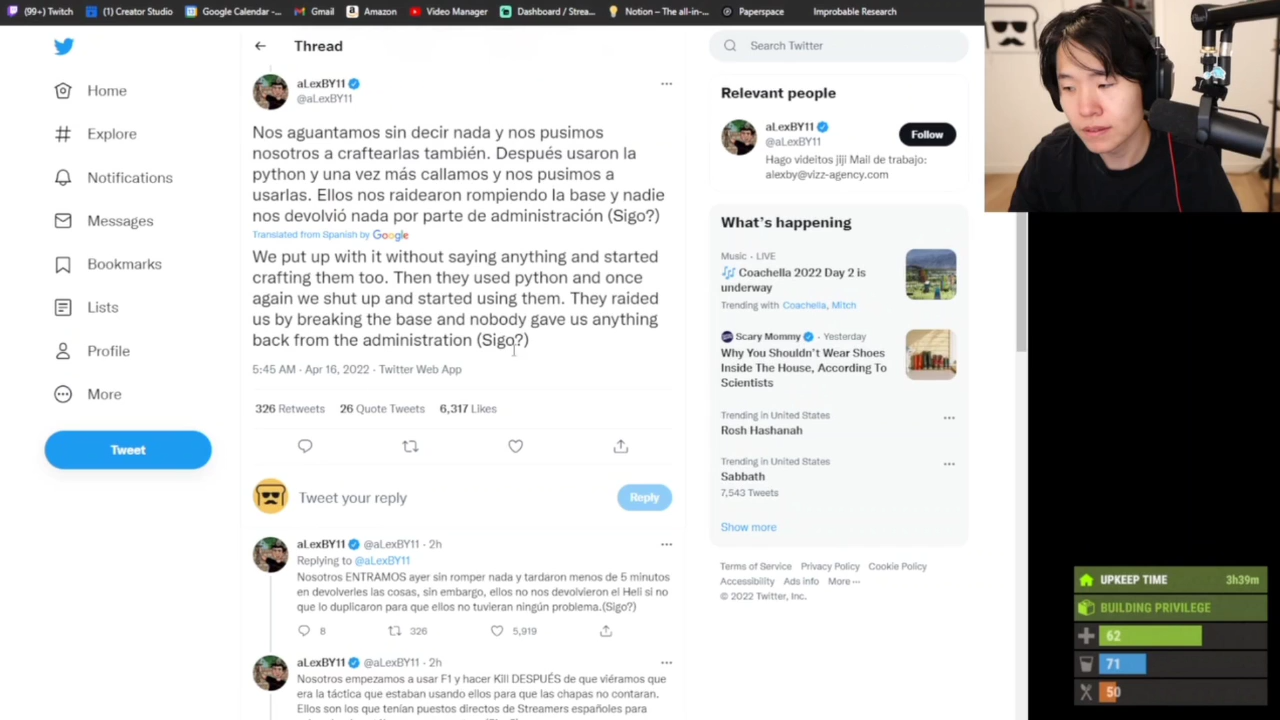 (99+) Twitch
(1) Creator Studio
Google Calendar -...
Gmail
Amazon
Video Manager
Dashboard / Strea...
Notion – The all-in-...
Paperspace
Improbable Research
Thread
Search Twitter
Home
Explore
Notifications
Messages
Bookmarks
Lists
Profile
More
Tweet
aLexBY11
@aLexBY11
Nos aguantamos sin decir nada y nos pusimos
nosotros a craftearlas también. Después usaron la
python y una vez más callamos y nos pusimos a
usarlas. Ellos nos raidearon rompiendo la base y nadie
nos devolvió nada por parte de administración (Sigo?)
Translated from Spanish by Google
We put up with it without saying anything and started
crafting them too. Then they used python and once
again we shut up and started using them. They raided
us by breaking the base and nobody gave us anything
back from the administration (Sigo?)
5:45 AM · Apr 16, 2022 · Twitter Web App
326 Retweets 26 Quote Tweets 6,317 Likes
Tweet your reply
Reply
aLexBY11 @aLexBY11 · 2h
Replying to @aLexBY11
Nosotros ENTRAMOS ayer sin romper nada y tardaron menos de 5 minutos
en devolverles las cosas, sin embargo, ellos no nos devolvieron el Heli si no
que lo duplicaron para que ellos no tuvieran ningún problema.(Sigo?)
8 326 5,919
aLexBY11 @aLexBY11 · 2h
Nosotros empezamos a usar F1 y hacer Kill DESPUÉS de que viéramos que
era la táctica que estaban usando ellos para que las chapas no contaran.
Ellos son los que tenían puestos directos de Streamers españoles para
Relevant people
aLexBY11
@aLexBY11
Follow
Hago videitos jiji Mail de trabajo:
alexby@vizz-agency.com
What's happening
Music · LIVE
Coachella 2022 Day 2 is
underway
Trending with Coachella, Mitch
Scary Mommy · Yesterday
Why You Shouldn't Wear Shoes
Inside The House, According To
Scientists
Trending in United States
Rosh Hashanah
Trending in United States
Sabbath
7,543 Tweets
Show more
Terms of Service Privacy Policy Cookie Policy
Accessibility Ads info More ···
© 2022 Twitter, Inc.
UPKEEP TIME 3h39m
BUILDING PRIVILEGE
62
71
50